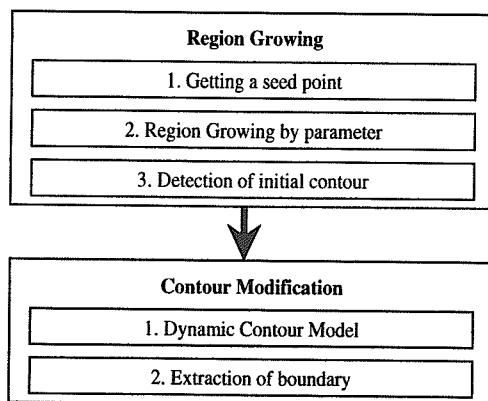 Region Growing
1. Getting a seed point
2. Region Growing by parameter
3. Detection of initial contour
Contour Modification
1. Dynamic Contour Model
2. Extraction of boundary